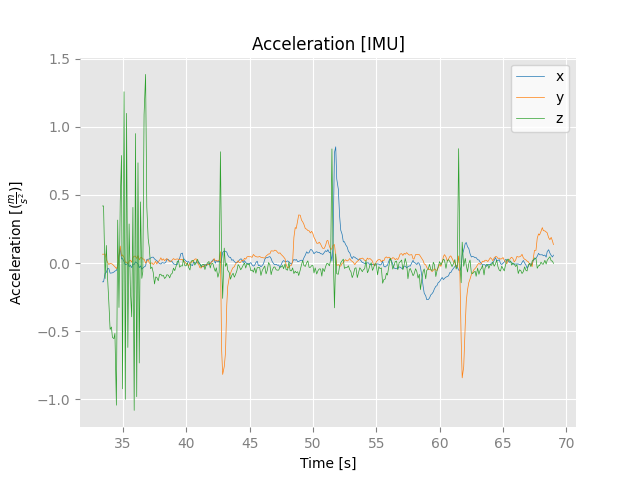 Acceleration [IMU]
x
y
z
1.5
1.0
0.5
0.0
−0.5
−1.0
Acceleration [(m/s²)]
35 40 45 50 55 60 65 70
Time [s]